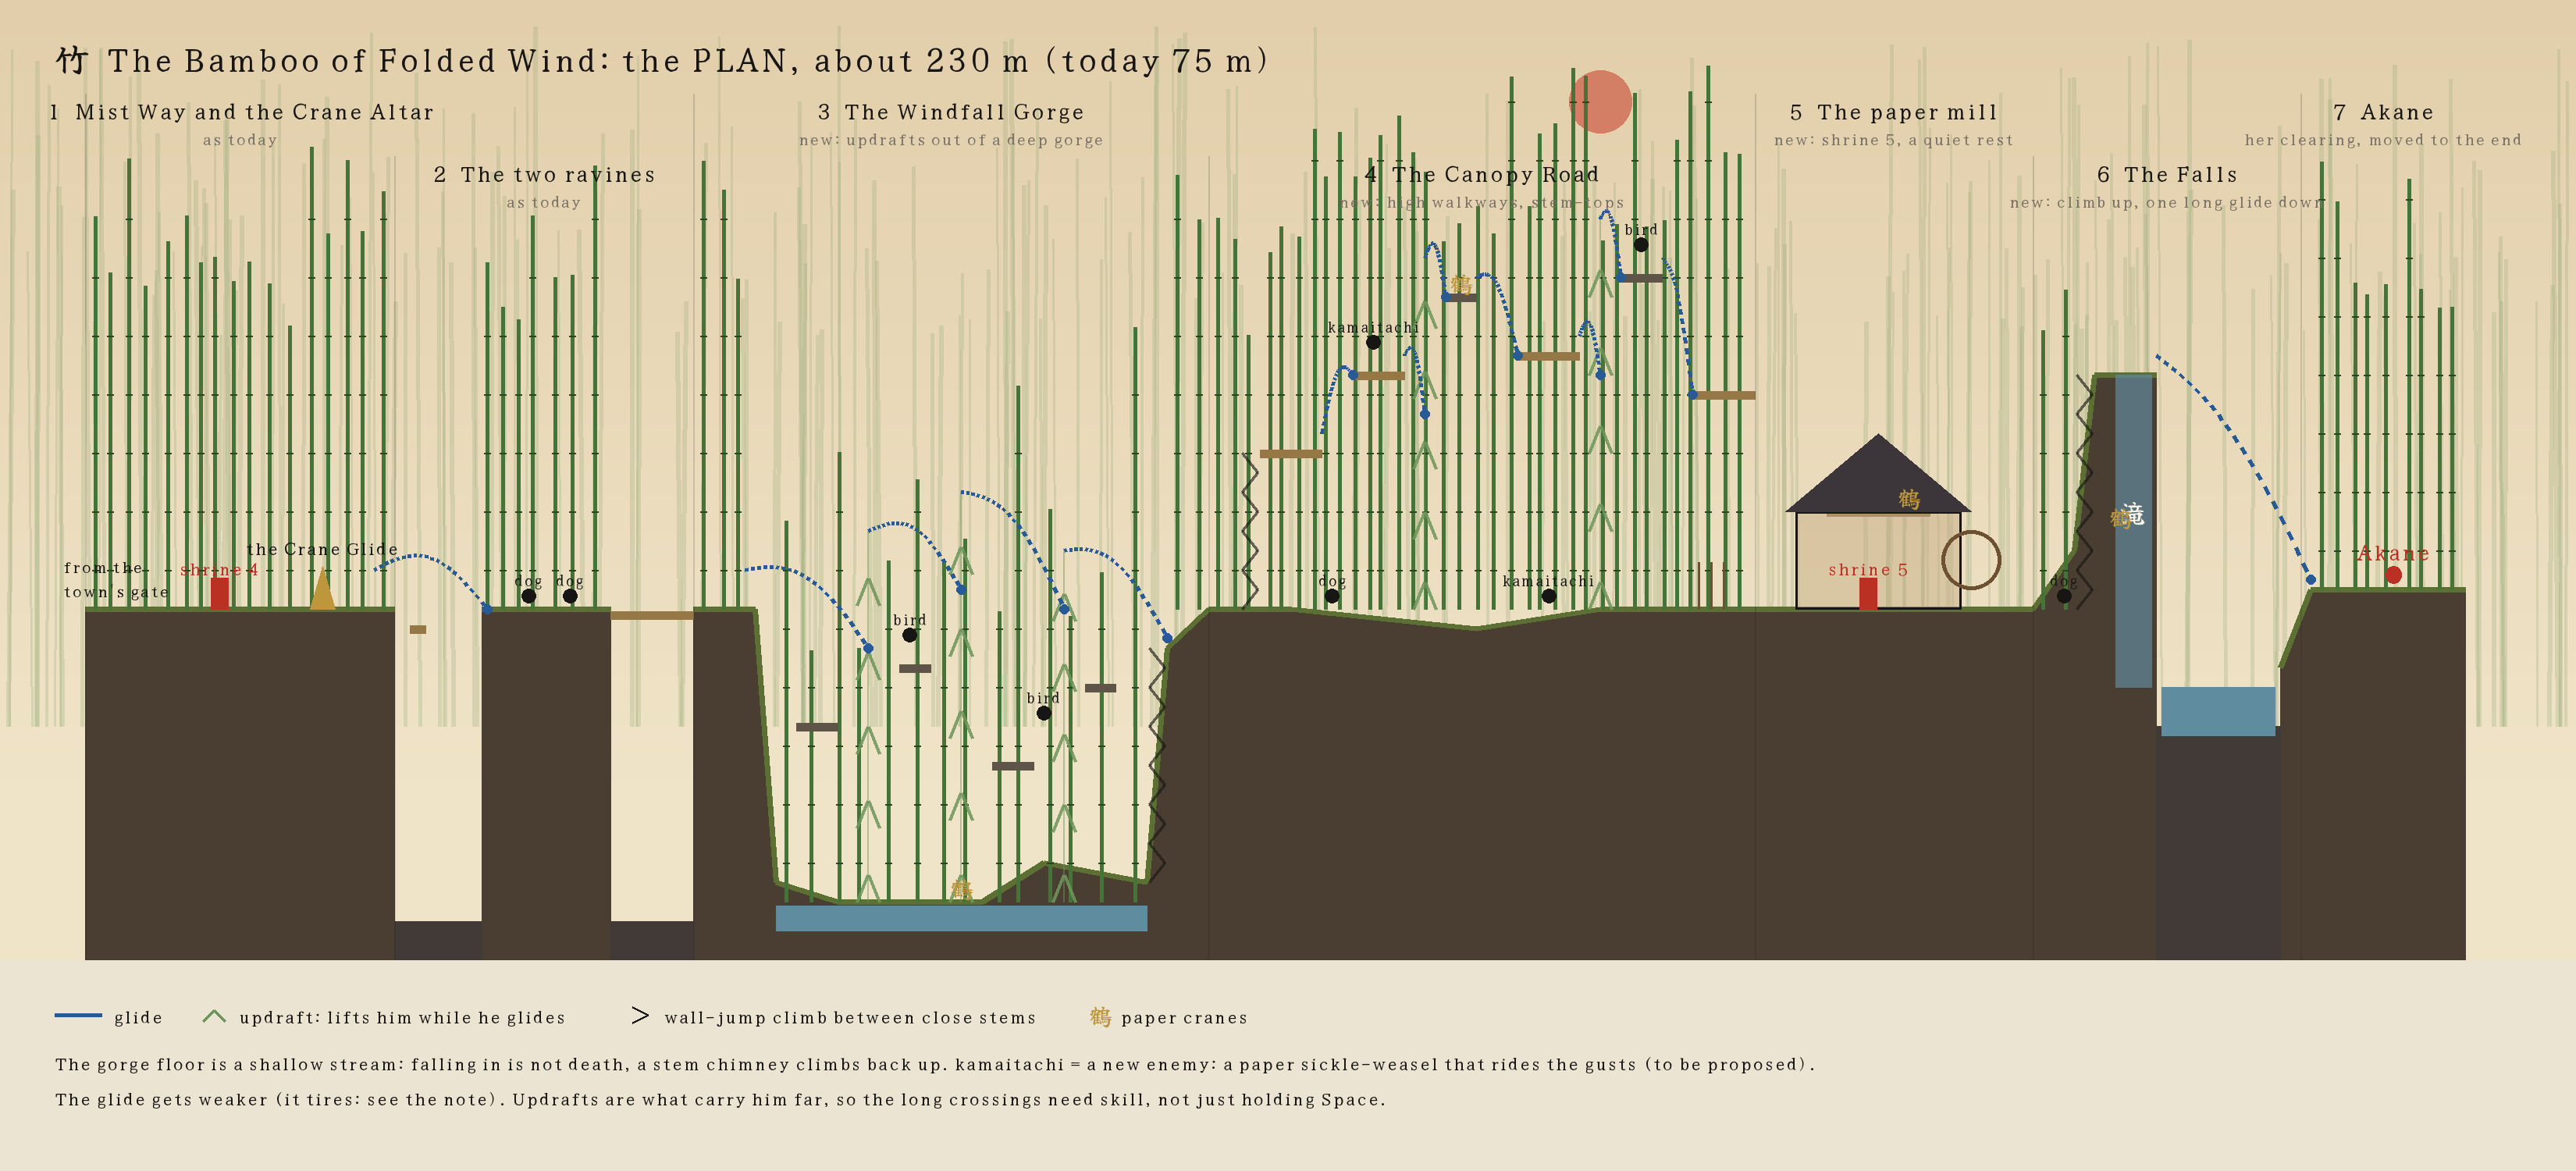 竹 The Bamboo of Folded Wind: the PLAN, about 230 m (today 75 m)
1 Mist Way and the Crane Altar
as today
2 The two ravines
as today
3 The Windfall Gorge
new: updrafts out of a deep gorge
4 The Canopy Road
new: high walkways, stem-tops
5 The paper mill
new: shrine 5, a quiet rest
6 The Falls
new: climb up, one long glide down
7 Akane
her clearing, moved to the end
from the
town's gate
shrine 4
the Crane Glide
dog
dog
bird
bird
鶴
kamaitachi
鶴
bird
dog
kamaitachi
鶴
shrine 5
dog
鶴
滝
Akane
glide
updraft: lifts him while he glides
wall-jump climb between close stems
鶴 paper cranes
The gorge floor is a shallow stream: falling in is not death, a stem chimney climbs back up. kamaitachi = a new enemy: a paper sickle-weasel that rides the gusts (to be proposed).
The glide gets weaker (it tires: see the note). Updrafts are what carry him far, so the long crossings need skill, not just holding Space.